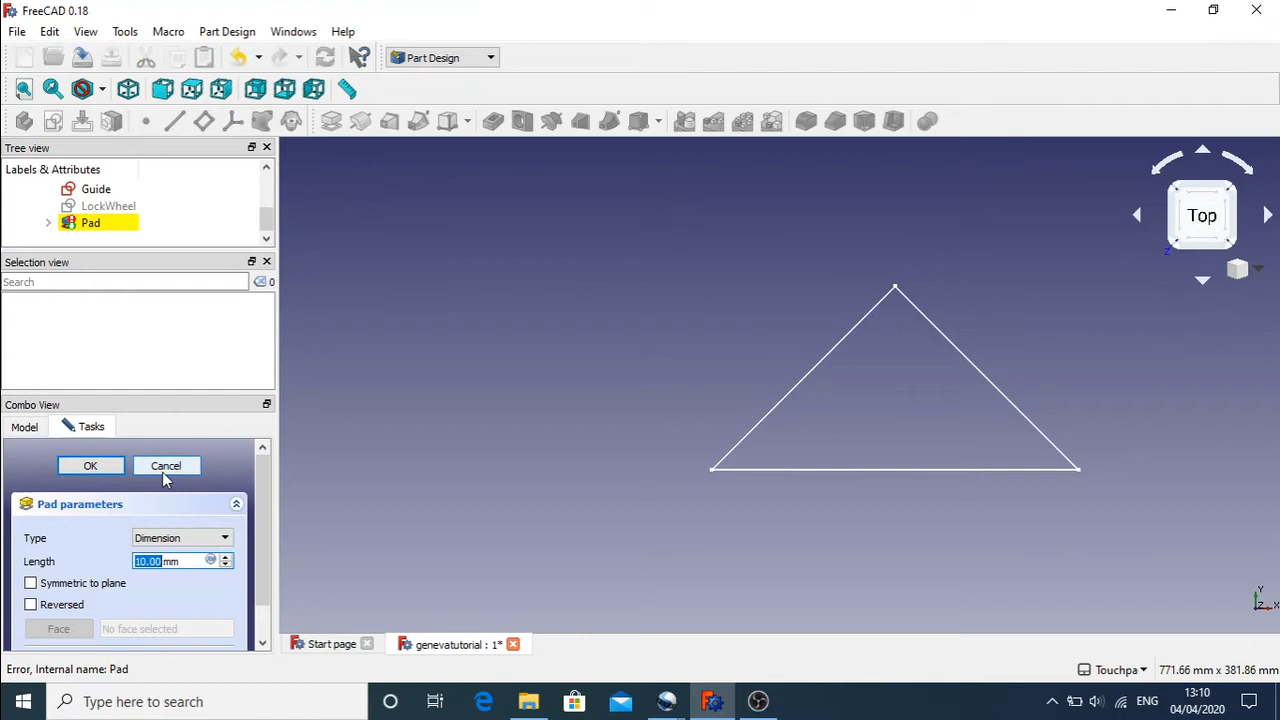 FreeCAD 0.18
File Edit View Tools Macro Part Design Windows Help
Part Design
Tree view
Labels & Attributes
Guide
LockWheel
Pad
Selection view
Search
0
Combo View
Model Tasks
OK Cancel
Pad parameters
Type Dimension
Length 10.00 mm
Symmetric to plane
Reversed
Face No face selected
Top
Z
Y
Z X
Start page genevatutorial : 1*
Error, Internal name: Pad
Touchpa 771.66 mm x 381.86 mm
Type here to search
ENG
13:10
04/04/2020